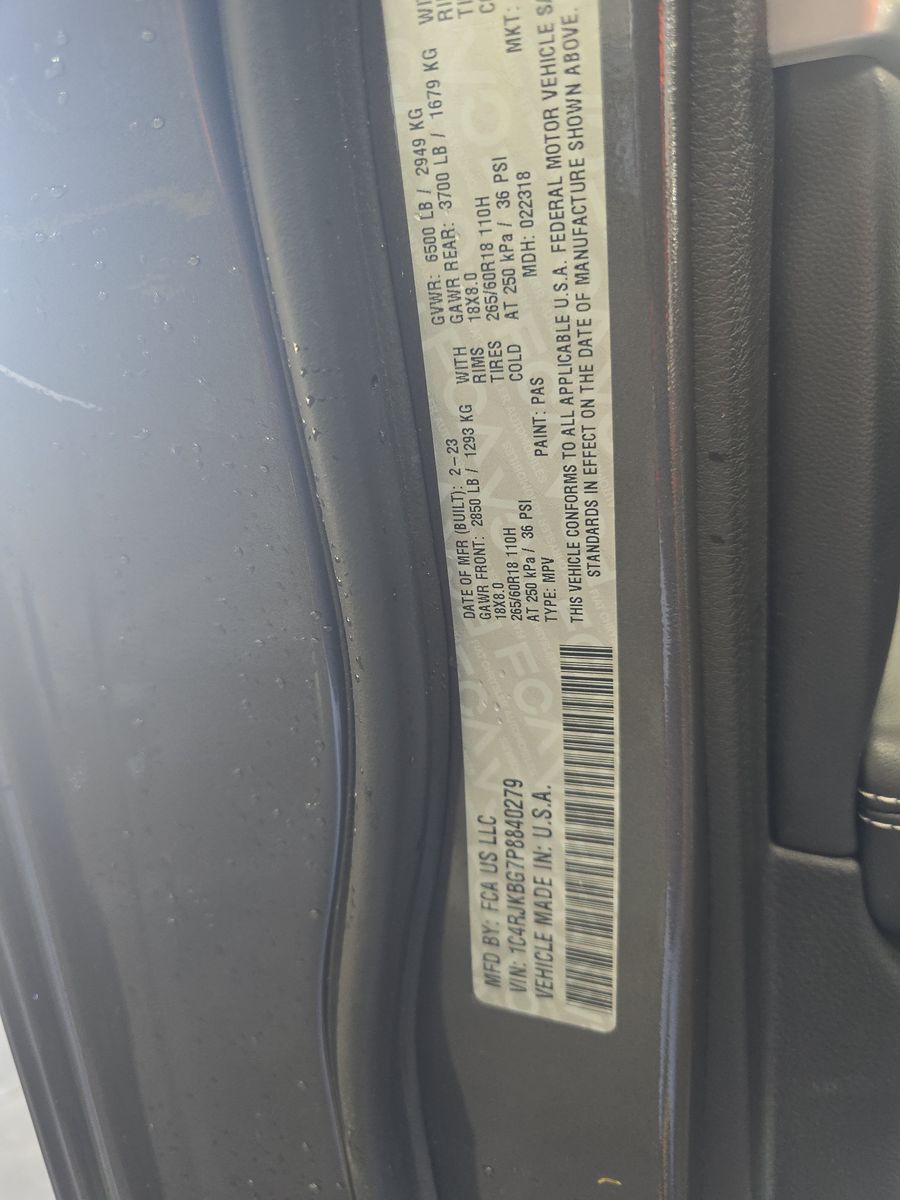 MFD BY: FCA US LLC
VIN: 1C4RJKBG7P8840279
VEHICLE MADE IN: U.S.A.
DATE OF MFR (BUILT): 2-23 GVWR: 6500 LB / 2949 KG
GAWR FRONT: 2850 LB / 1293 KG WITH GAWR REAR: 3700 LB / 1679 KG
18X8.0 RIMS 18X8.0
265/60R18 110H TIRES 265/60R18 110H
AT 250 kPa / 36 PSI COLD AT 250 kPa / 36 PSI
TYPE: MPV PAINT: PAS MDH: 022318 MKT:
THIS VEHICLE CONFORMS TO ALL APPLICABLE U.S.A. FEDERAL MOTOR VEHICLE
STANDARDS IN EFFECT ON THE DATE OF MANUFACTURE SHOWN ABOVE.